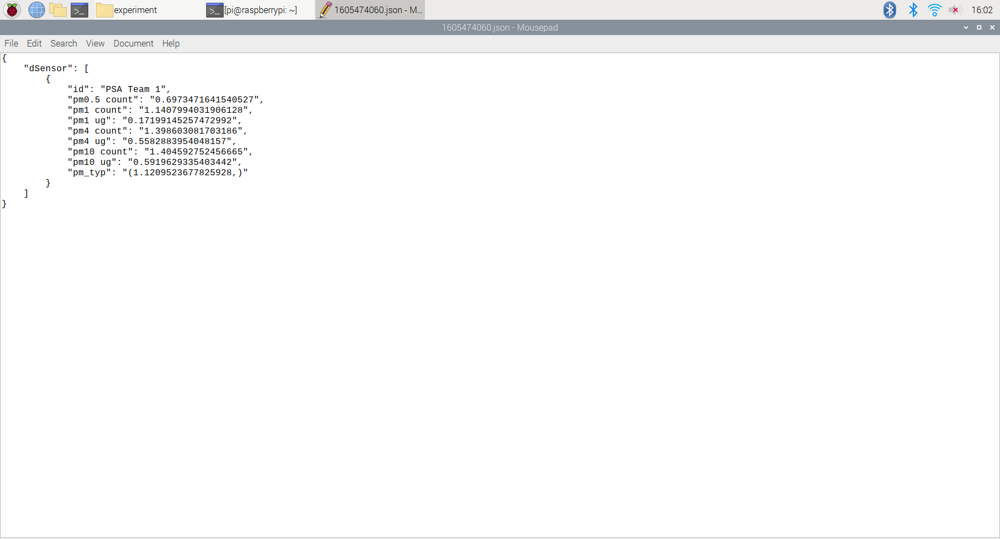 experiment
[pi@raspberrypi: ~]
1605474060.json - M...
16:02
1605474060.json - Mousepad
File Edit Search View Document Help
{
    "dSensor": [
        {
            "id": "PSA Team 1",
            "pm0.5 count": "0.6973471641540527",
            "pm1 count": "1.1407994031906128",
            "pm1 ug": "0.17199145257472992",
            "pm4 count": "1.398603081703186",
            "pm4 ug": "0.5582883954048157",
            "pm10 count": "1.404592752456665",
            "pm10 ug": "0.5919629335403442",
            "pm_typ": "(1.1209523677825928,)"
        }
    ]
}